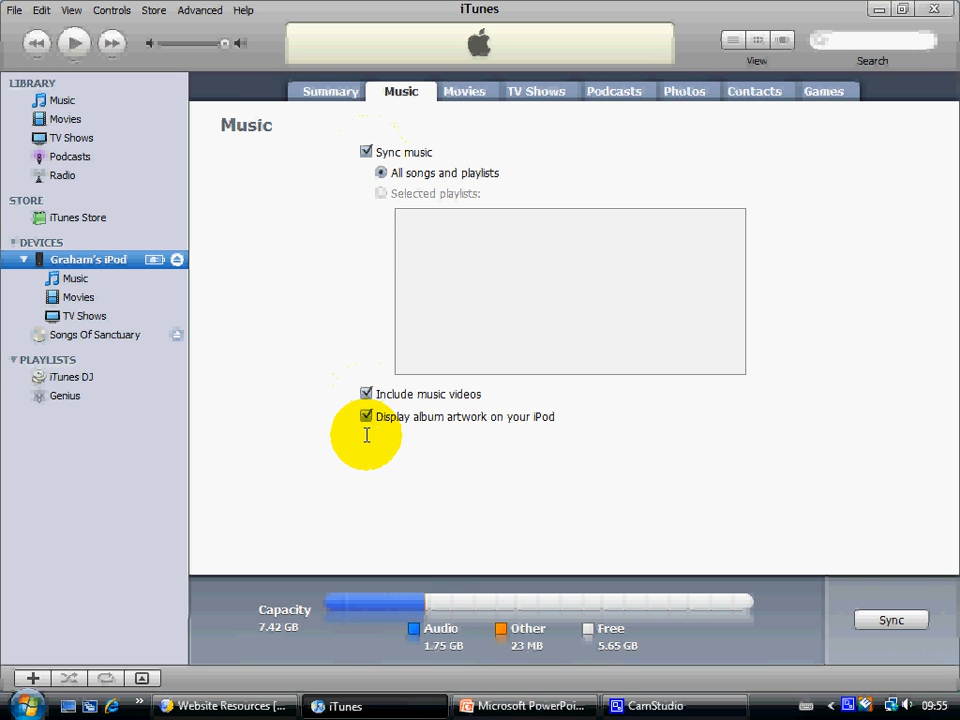 File Edit View Controls Store Advanced Help
iTunes
View
Search
LIBRARY
Music
Movies
TV Shows
Podcasts
Radio
STORE
iTunes Store
DEVICES
Graham's iPod
Music
Movies
TV Shows
Songs Of Sanctuary
PLAYLISTS
iTunes DJ
Genius
Summary Music Movies TV Shows Podcasts Photos Contacts Games
Music
Sync music
All songs and playlists
Selected playlists:
Include music videos
Display album artwork on your iPod
Capacity
7.42 GB
Audio
1.75 GB
Other
23 MB
Free
5.65 GB
Sync
Website Resources [... iTunes Microsoft PowerPoi... CamStudio 09:55